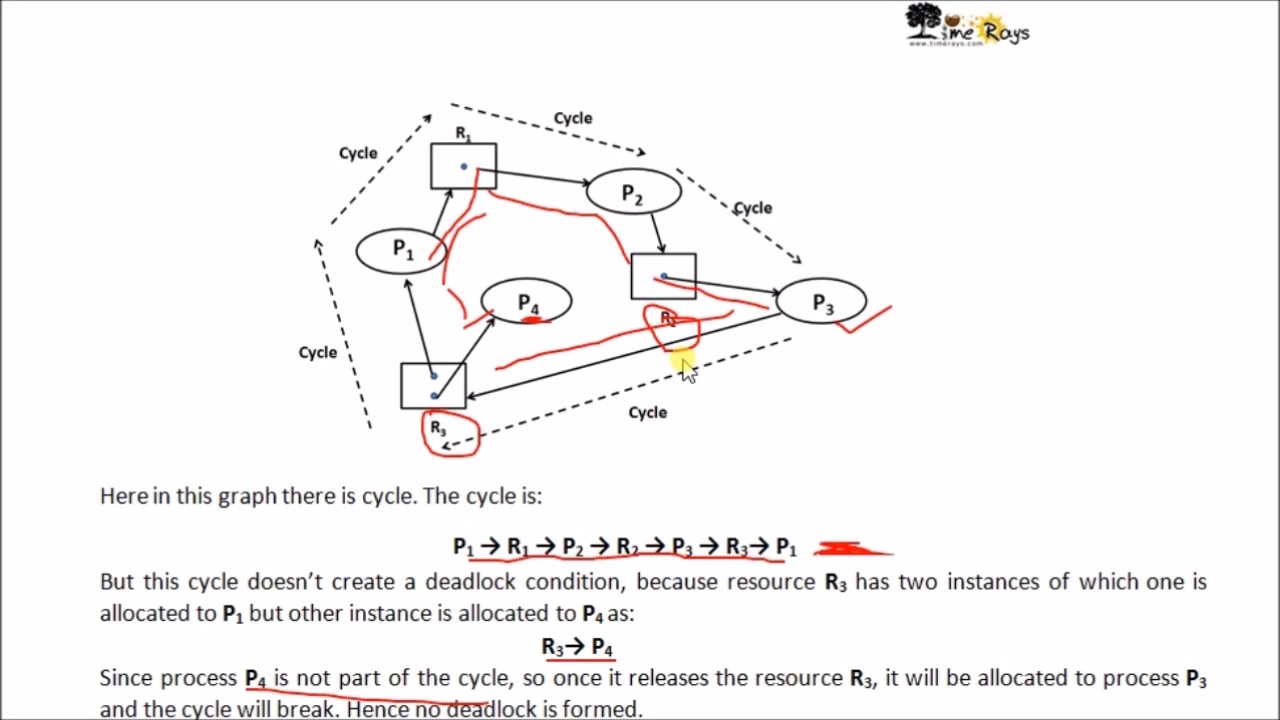 Time Rays
www.timerays.com
Cycle
R₁
Cycle
P₂
Cycle
P₁
P₄
P₃
R₂
Cycle
Cycle
R₃
Here in this graph there is cycle. The cycle is:
P₁ → R₁ → P₂ → R₂ → P₃ → R₃→ P₁
But this cycle doesn't create a deadlock condition, because resource R₃ has two instances of which one is
allocated to P₁ but other instance is allocated to P₄ as:
R₃→ P₄
Since process P₄ is not part of the cycle, so once it releases the resource R₃, it will be allocated to process P₃
and the cycle will break. Hence no deadlock is formed.